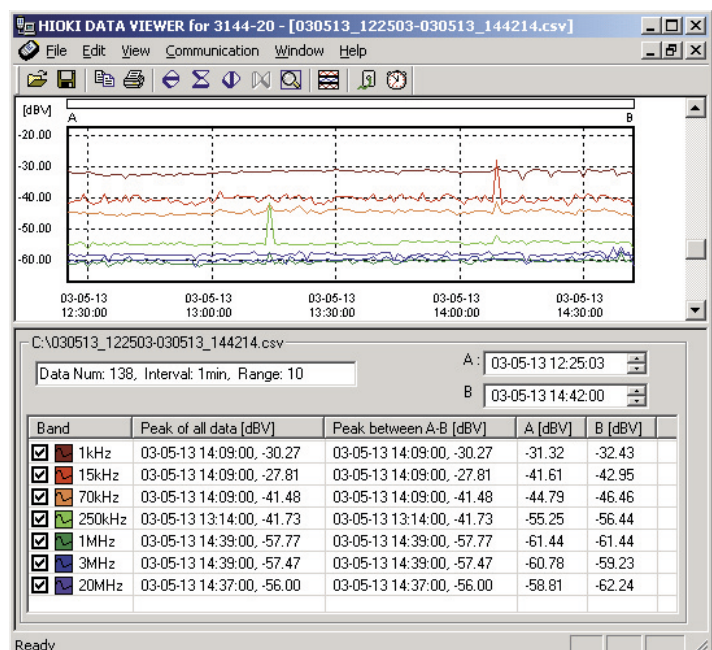 HIOKI DATA VIEWER for 3144-20 - [030513_122503-030513_144214.csv]
File Edit View Communication Window Help
[dBV]
A B
-20.00
-30.00
-40.00
-50.00
-60.00
03-05-13 03-05-13 03-05-13 03-05-13 03-05-13
12:30:00 13:00:00 13:30:00 14:00:00 14:30:00
C:\030513_122503-030513_144214.csv
Data Num: 138, Interval: 1min, Range: 10
A : 03-05-13 12:25:03
B 03-05-13 14:42:00
Band Peak of all data [dBV] Peak between A-B [dBV] A [dBV] B [dBV]
1kHz 03-05-13 14:09:00, -30.27 03-05-13 14:09:00, -30.27 -31.32 -32.43
15kHz 03-05-13 14:09:00, -27.81 03-05-13 14:09:00, -27.81 -41.61 -42.95
70kHz 03-05-13 14:09:00, -41.48 03-05-13 14:09:00, -41.48 -44.79 -46.46
250kHz 03-05-13 13:14:00, -41.73 03-05-13 13:14:00, -41.73 -55.25 -56.44
1MHz 03-05-13 14:39:00, -57.77 03-05-13 14:39:00, -57.77 -61.44 -61.44
3MHz 03-05-13 14:39:00, -57.47 03-05-13 14:39:00, -57.47 -60.78 -59.23
20MHz 03-05-13 14:37:00, -56.00 03-05-13 14:37:00, -56.00 -58.81 -62.24
Ready